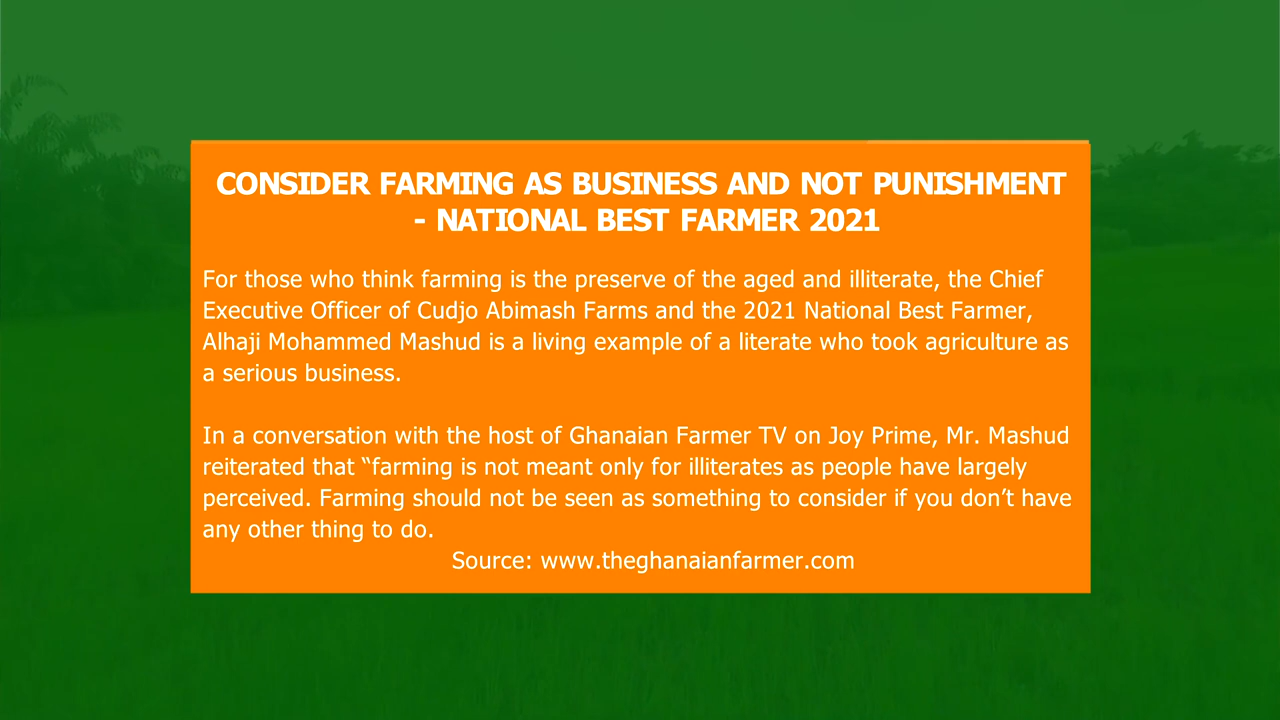 CONSIDER FARMING AS BUSINESS AND NOT PUNISHMENT
- NATIONAL BEST FARMER 2021
For those who think farming is the preserve of the aged and illiterate, the Chief
Executive Officer of Cudjo Abimash Farms and the 2021 National Best Farmer,
Alhaji Mohammed Mashud is a living example of a literate who took agriculture as
a serious business.
In a conversation with the host of Ghanaian Farmer TV on Joy Prime, Mr. Mashud
reiterated that “farming is not meant only for illiterates as people have largely
perceived. Farming should not be seen as something to consider if you don’t have
any other thing to do.
Source: www.theghanaianfarmer.com